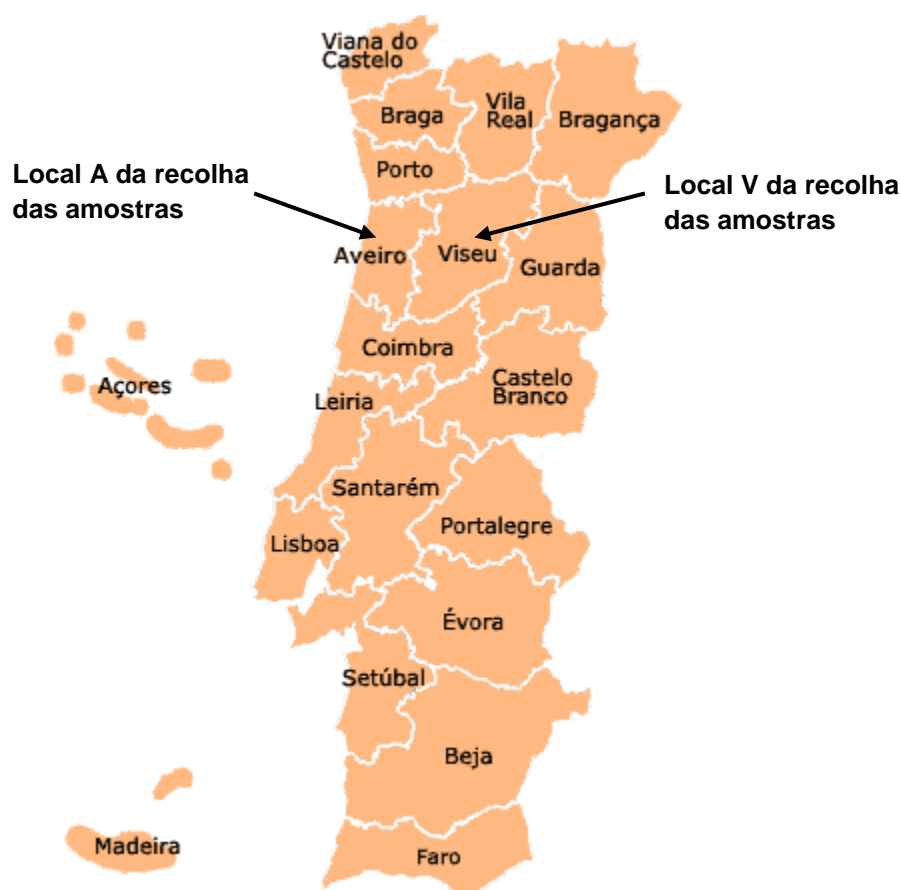 Viana do
Castelo
Braga
Vila
Real
Bragança
Porto
Local A da recolha
das amostras
Local V da recolha
das amostras
Aveiro
Viseu
Guarda
Coimbra
Açores
Castelo
Branco
Leiria
Santarém
Portalegre
Lisboa
Évora
Setúbal
Beja
Madeira
Faro